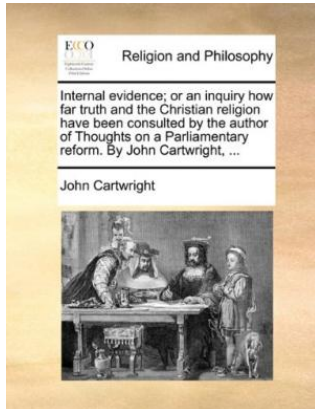 ECCO
Religion and Philosophy
Internal evidence; or an inquiry how
far truth and the Christian religion
have been consulted by the author
of Thoughts on a Parliamentary
reform. By John Cartwright, ...
John Cartwright